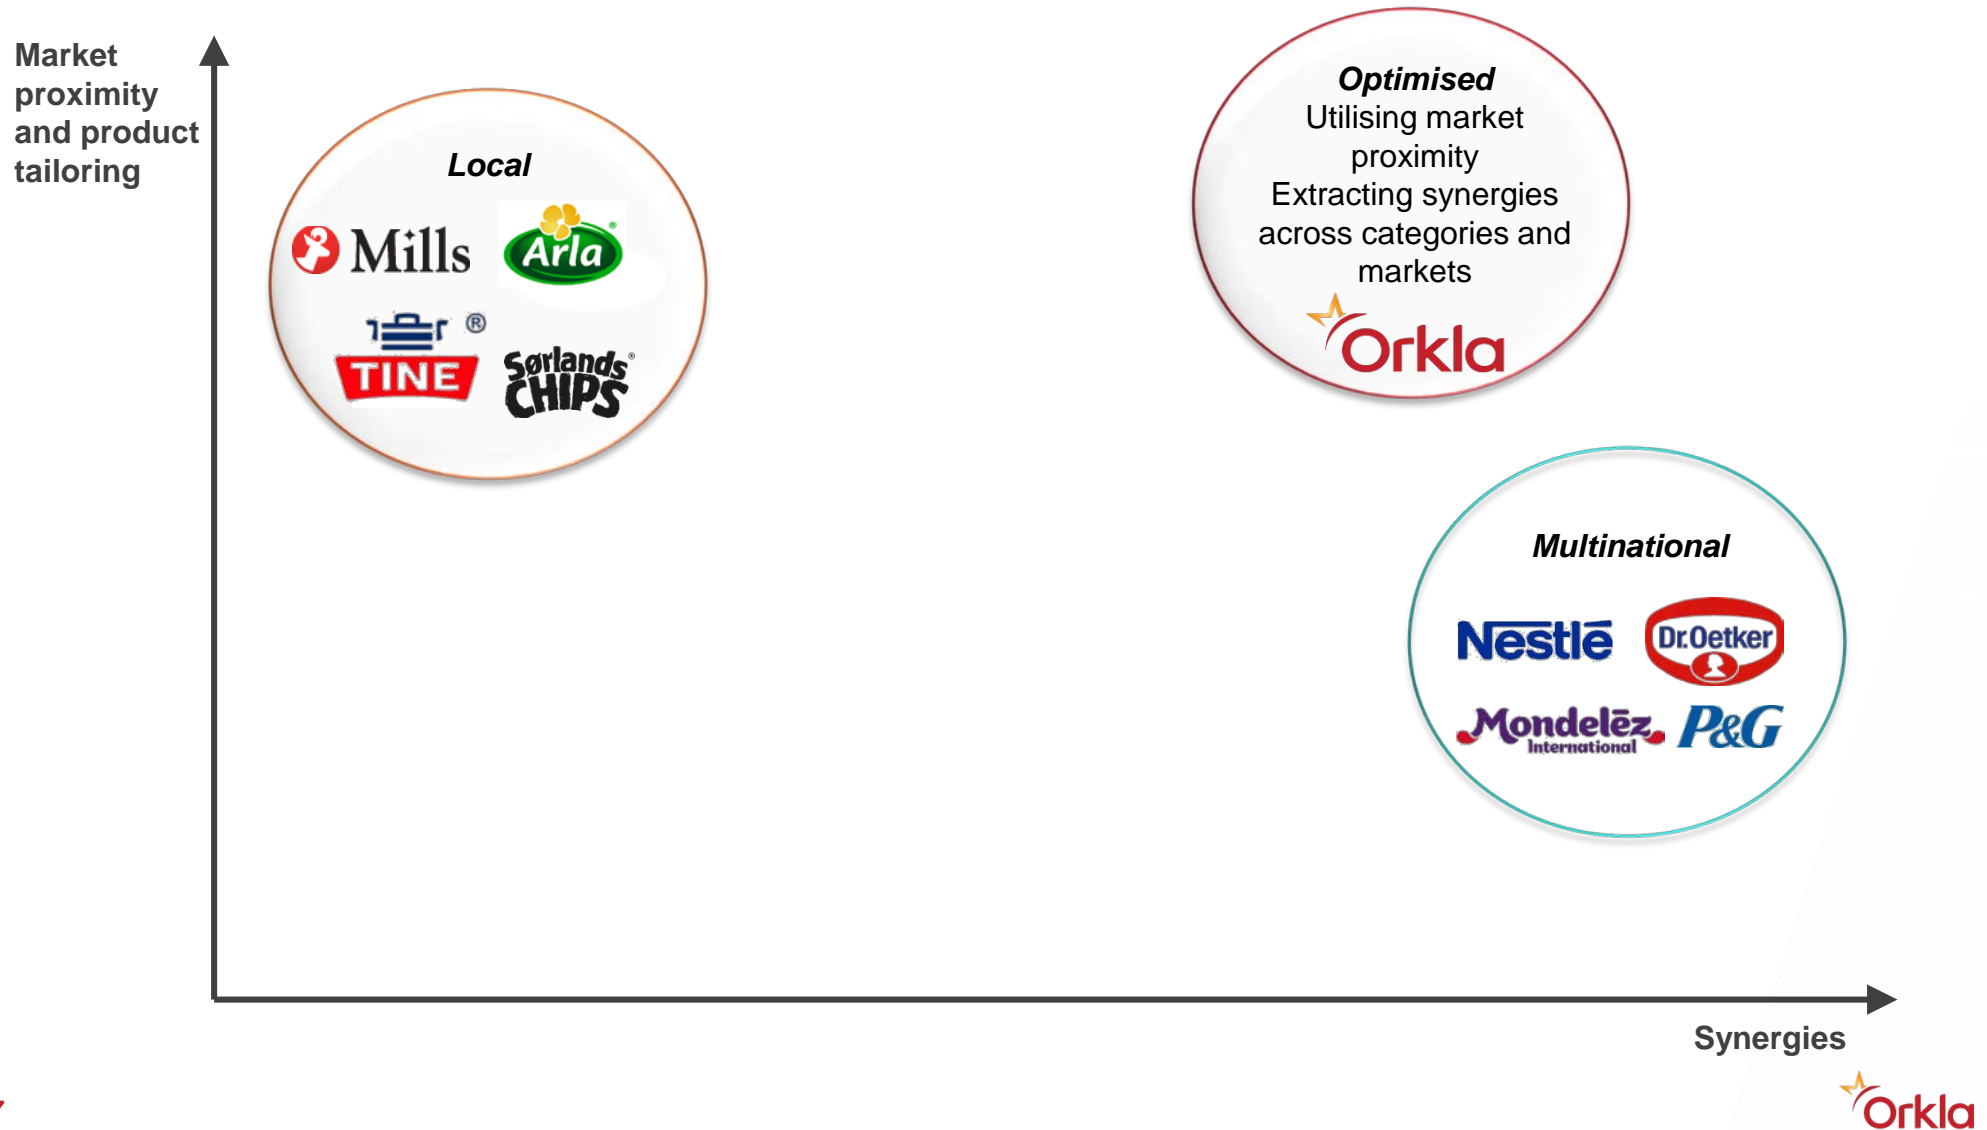 Market
proximity
and product
tailoring
Local
Mills
Arla
®
TINE
®
Sørlands®
CHIPS
Optimised
Utilising market
proximity
Extracting synergies
across categories and
markets
Orkla
Multinational
Nestlé
Dr.Oetker
Mondelēz
International
P&G
Synergies
Orkla